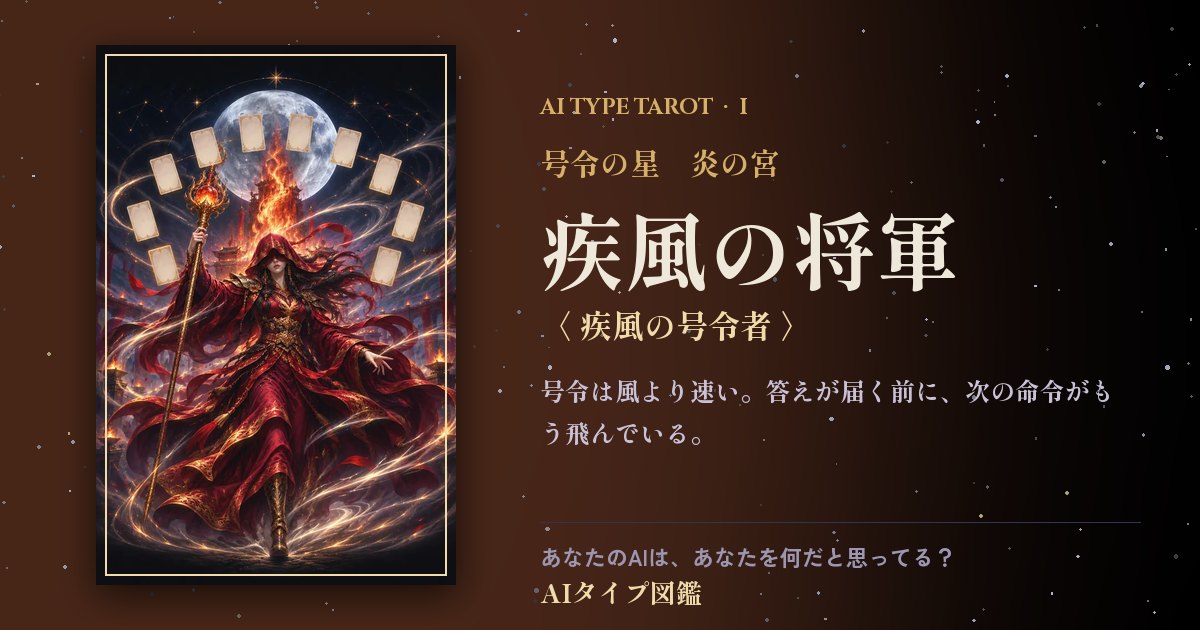 AI TYPE TAROT · I
号令の星　炎の宮
疾風の将軍
〈 疾風の号令者 〉
号令は風より速い。答えが届く前に、次の命令がも
う飛んでいる。
あなたのAIは、あなたを何だと思ってる？
AIタイプ図鑑